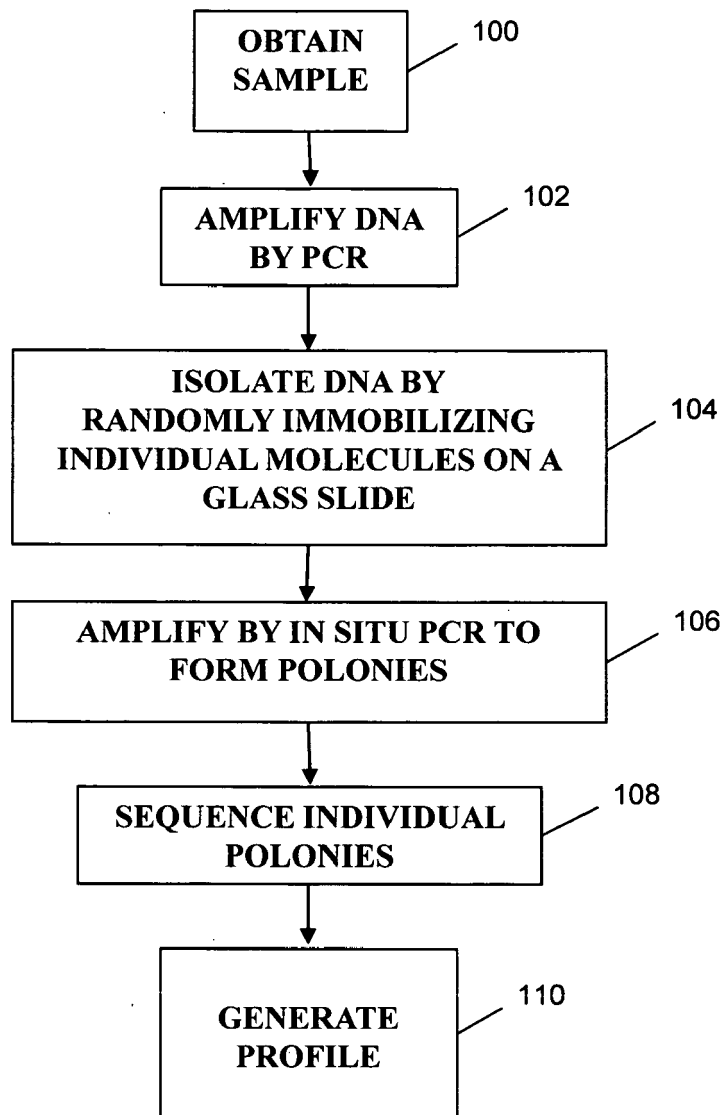 OBTAIN
SAMPLE
100
AMPLIFY DNA
BY PCR
102
ISOLATE DNA BY
RANDOMLY IMMOBILIZING
INDIVIDUAL MOLECULES ON A
GLASS SLIDE
104
AMPLIFY BY IN SITU PCR TO
FORM POLONIES
106
SEQUENCE INDIVIDUAL
POLONIES
108
GENERATE
PROFILE
110